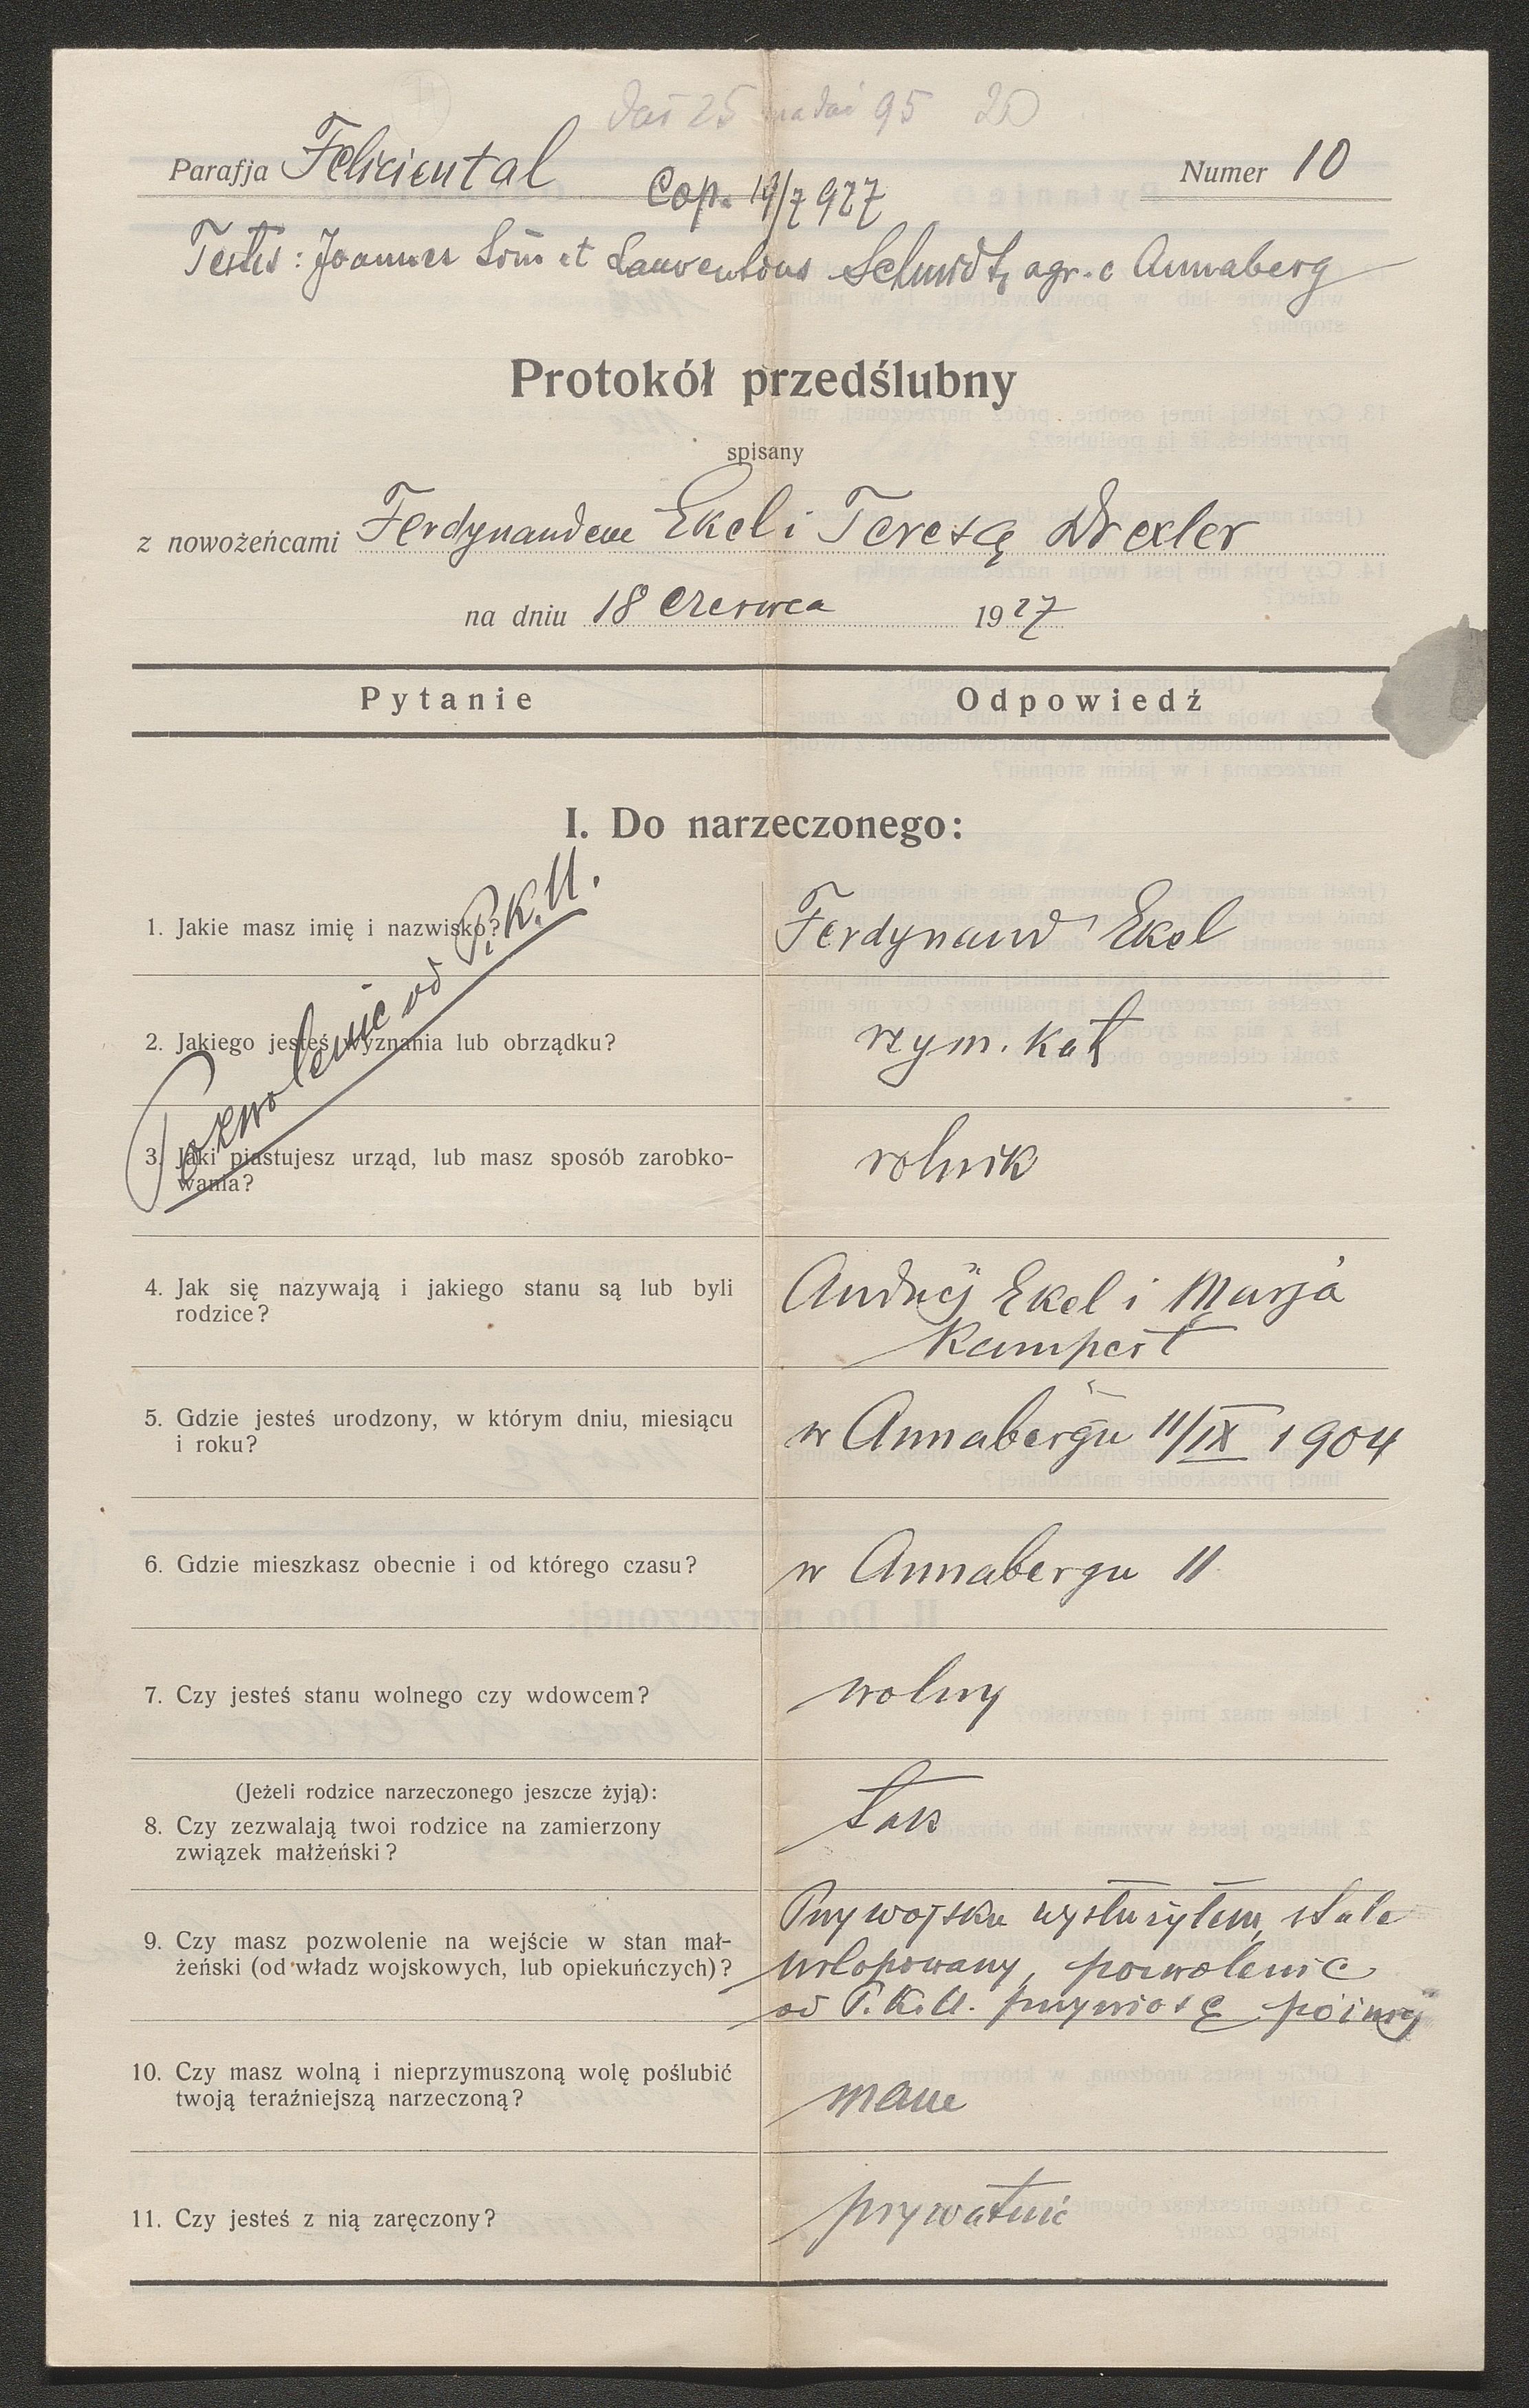 Dał 25 nadać 95 20
Parafja Feliciental Numer 10
Cop. 19/7 927
Testes: Joannes Löm et Laurentius Schmidt, agr. c Annaberg
Protokół przedślubny
spisany
z nowożeńcami Ferdynandem Ekel i Teresą Drexler
na dniu 18 czerwca 1927
Pytanie Odpowiedź
I. Do narzeczonego:
Pozwolenie od P.K.U.
1. Jakie masz imię i nazwisko? Ferdynand Ekel
2. Jakiego jesteś wyznania lub obrządku? rzym. kat
3. Jaki piastujesz urząd, lub masz sposób zarobko-
wania? rolnik
4. Jak się nazywają i jakiego stanu są lub byli
rodzice? Andrzej Ekel i Marja
Kampert
5. Gdzie jesteś urodzony, w którym dniu, miesiącu
i roku? w Annabergu 11/IX 1904
6. Gdzie mieszkasz obecnie i od którego czasu? w Annabergu 11
7. Czy jesteś stanu wolnego czy wdowcem? wolny
(Jeżeli rodzice narzeczonego jeszcze żyją):
8. Czy zezwalają twoi rodzice na zamierzony
związek małżeński? tak
9. Czy masz pozwolenie na wejście w stan mał-
żeński (od władz wojskowych, lub opiekuńczych)?
Przy wojsku wysłużyłem, stale
urlopowany, pozwolenie
od P.K.U. przyniosę później
10. Czy masz wolną i nieprzymuszoną wolę poślubić
twoją teraźniejszą narzeczoną? mam
11. Czy jesteś z nią zaręczony? prywatnie